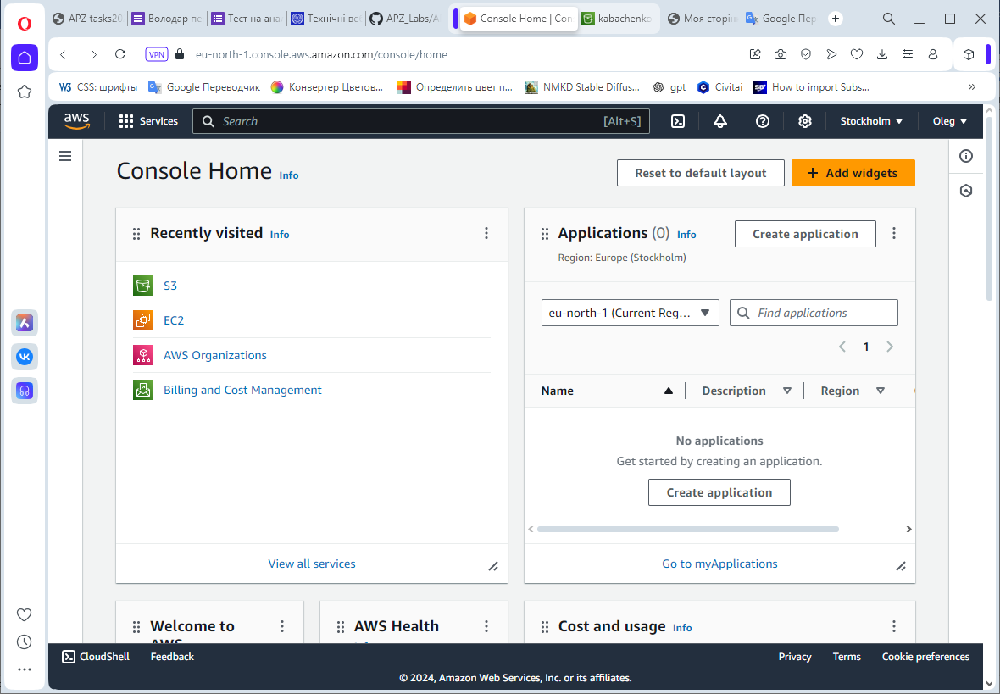 APZ tasks20
Володар пе
Тест на ана
Технічні веб
APZ_Labs/A
Console Home | Con
kabachenko
Моя сторін
Google Пер
VPN
eu-north-1.console.aws.amazon.com/console/home
W3 CSS: шрифты
Google Переводчик
Конвертер Цветов...
Определить цвет п...
NMKD Stable Diffus...
gpt
Civitai
How to import Subs...
aws
Services
Search
[Alt+S]
Stockholm
Oleg
Console Home Info
Reset to default layout
Add widgets
Recently visited Info
S3
EC2
AWS Organizations
Billing and Cost Management
View all services
Applications (0) Info
Region: Europe (Stockholm)
Create application
eu-north-1 (Current Reg...
Find applications
1
Name
Description
Region
No applications
Get started by creating an application.
Create application
Go to myApplications
Welcome to
AWS
AWS Health
Cost and usage Info
CloudShell
Feedback
Privacy
Terms
Cookie preferences
© 2024, Amazon Web Services, Inc. or its affiliates.